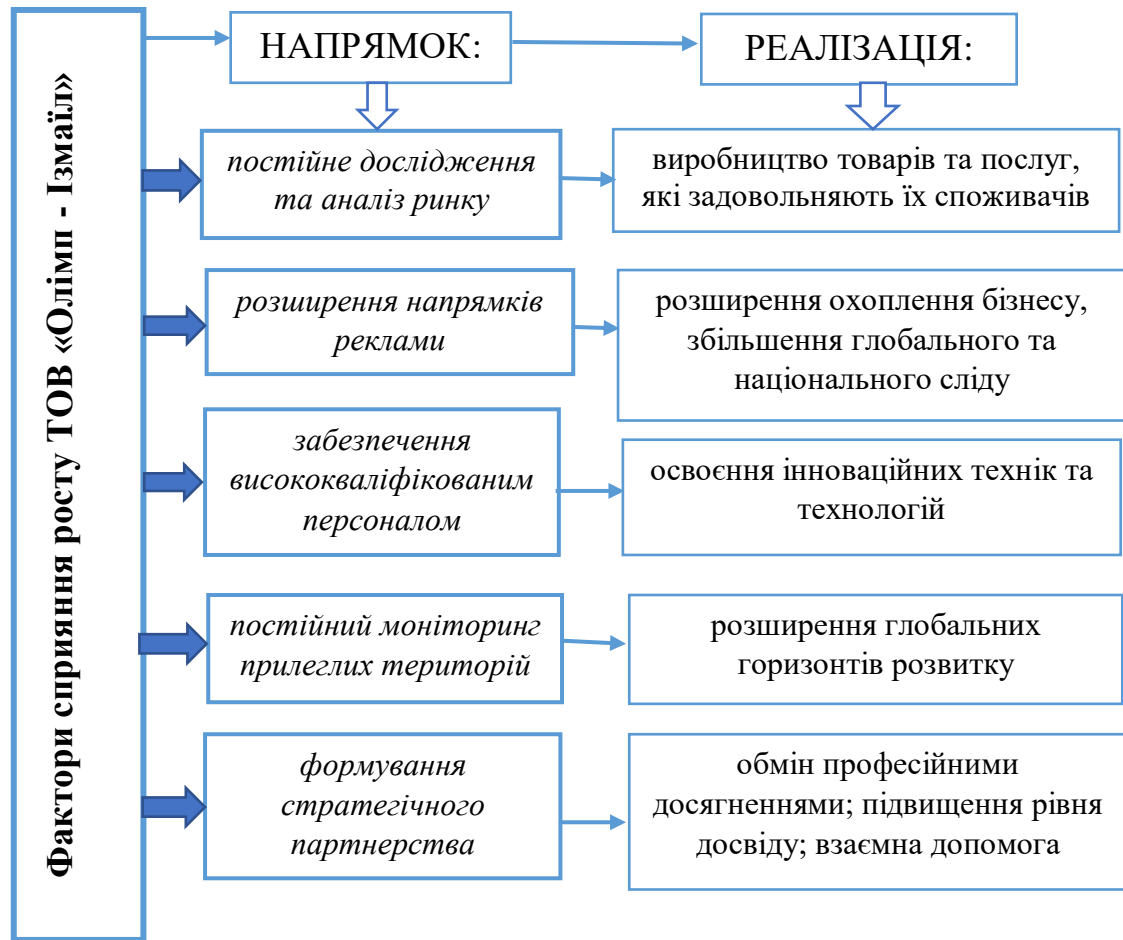 Фактори сприяння росту ТОВ «Олімп - Ізмаїл»
НАПРЯМОК:
РЕАЛІЗАЦІЯ:
постійне дослідження
та аналіз ринку
виробництво товарів та послуг,
які задовольняють їх споживачів
розширення напрямків
реклами
розширення охоплення бізнесу,
збільшення глобального та
національного сліду
забезпечення
висококваліфікованим
персоналом
освоєння інноваційних технік та
технологій
постійний моніторинг
прилеглих територій
розширення глобальних
горизонтів розвитку
формування
стратегічного
партнерства
обмін професійними
досягненнями; підвищення рівня
досвіду; взаємна допомога